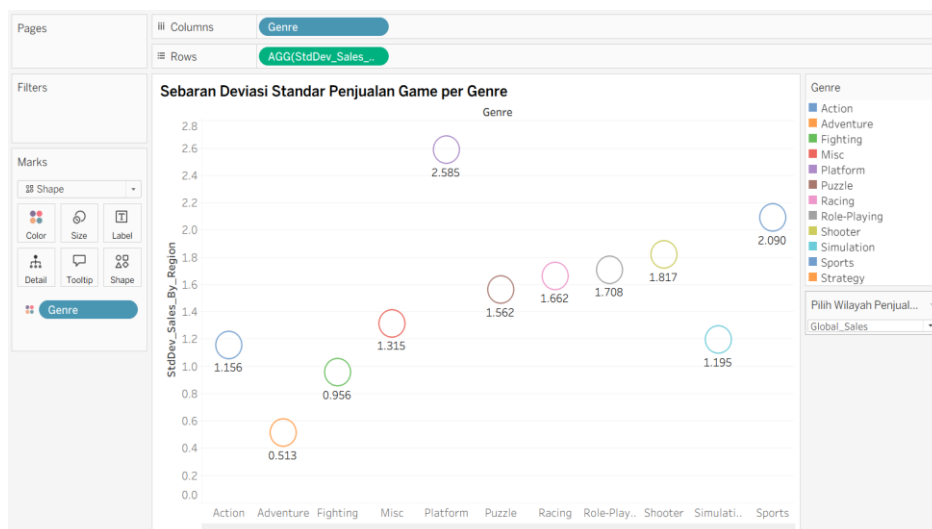 Pages
Columns
Genre
Rows
AGG(StdDev_Sales_..
Filters
Marks
Shape
Color
Size
Label
Detail
Tooltip
Shape
Genre
Sebaran Deviasi Standar Penjualan Game per Genre
Genre
StdDev_Sales_By_Region
2.8
2.6
2.4
2.2
2.0
1.8
1.6
1.4
1.2
1.0
0.8
0.6
0.4
0.2
0.0
1.156
0.513
0.956
1.315
2.585
1.562
1.662
1.708
1.817
1.195
2.090
Action
Adventure
Fighting
Misc
Platform
Puzzle
Racing
Role-Play..
Shooter
Simulati..
Sports
Genre
Action
Adventure
Fighting
Misc
Platform
Puzzle
Racing
Role-Playing
Shooter
Simulation
Sports
Strategy
Pilih Wilayah Penjual...
Global_Sales